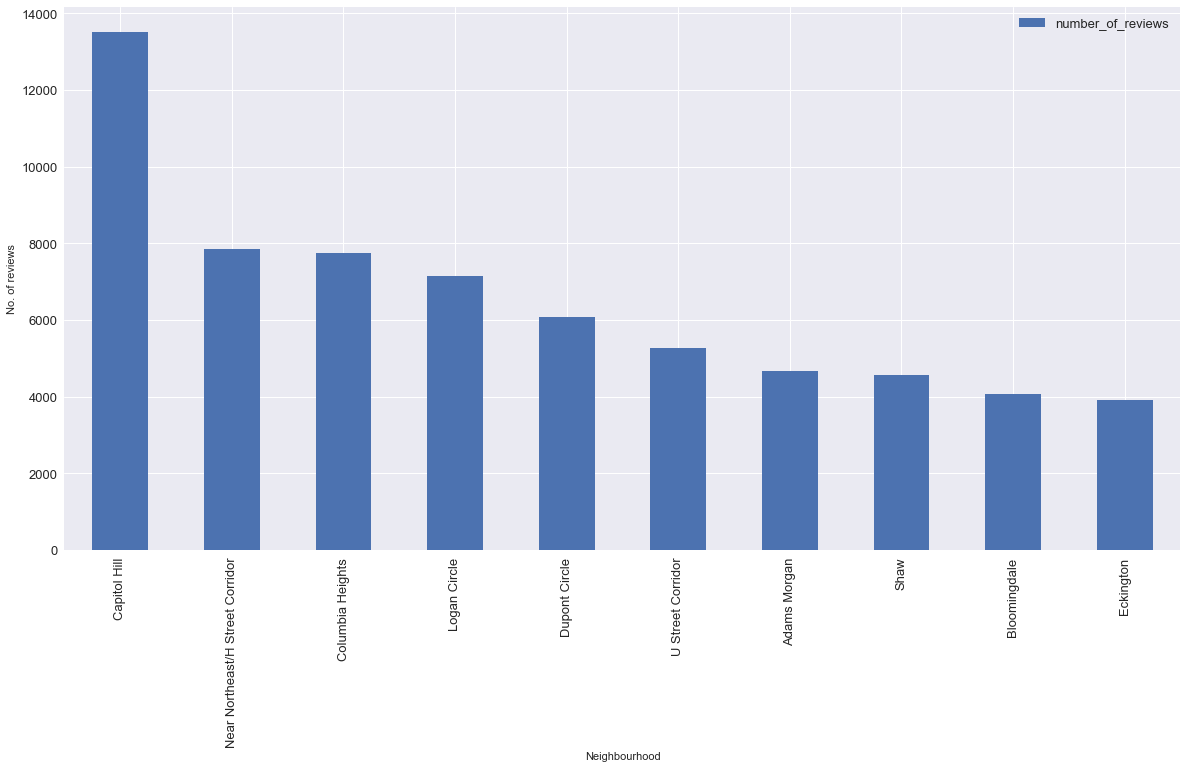 14000
12000
10000
8000
6000
4000
2000
0
No. of reviews
number_of_reviews
Capitol Hill
Near Northeast/H Street Corridor
Columbia Heights
Logan Circle
Dupont Circle
U Street Corridor
Adams Morgan
Shaw
Bloomingdale
Eckington
Neighbourhood